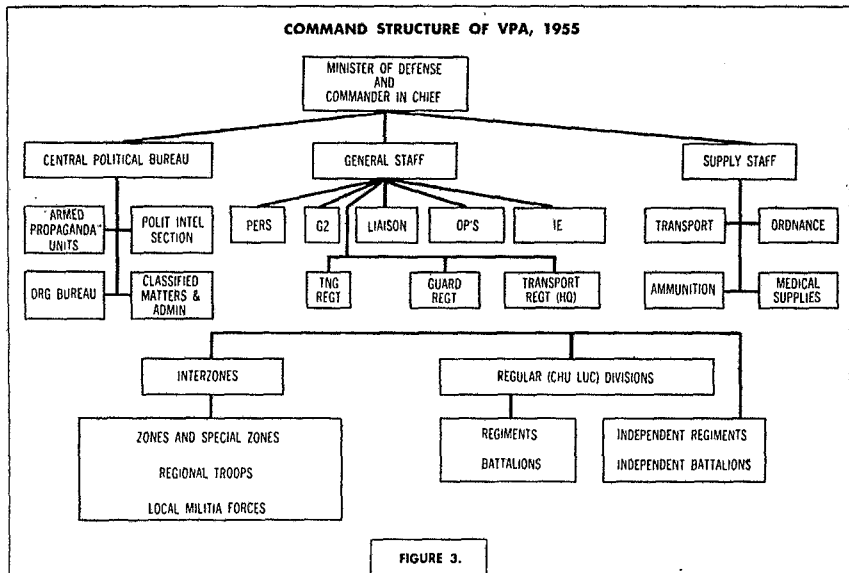 COMMAND STRUCTURE OF VPA, 1955
MINISTER OF DEFENSE
AND
COMMANDER IN CHIEF
CENTRAL POLITICAL BUREAU
GENERAL STAFF
SUPPLY STAFF
"ARMED
PROPAGANDA"
UNITS
POLIT INTEL
SECTION
PERS
G2
LIAISON
OP'S
IE
TRANSPORT
ORDNANCE
ORG BUREAU
CLASSIFIED
MATTERS &
ADMIN
TNG
REGT
GUARD
REGT
TRANSPORT
REGT (HQ)
AMMUNITION
MEDICAL
SUPPLIES
INTERZONES
REGULAR (CHU LUC) DIVISIONS
ZONES AND SPECIAL ZONES
REGIONAL TROOPS
LOCAL MILITIA FORCES
REGIMENTS
BATTALIONS
INDEPENDENT REGIMENTS
INDEPENDENT BATTALIONS
FIGURE 3.